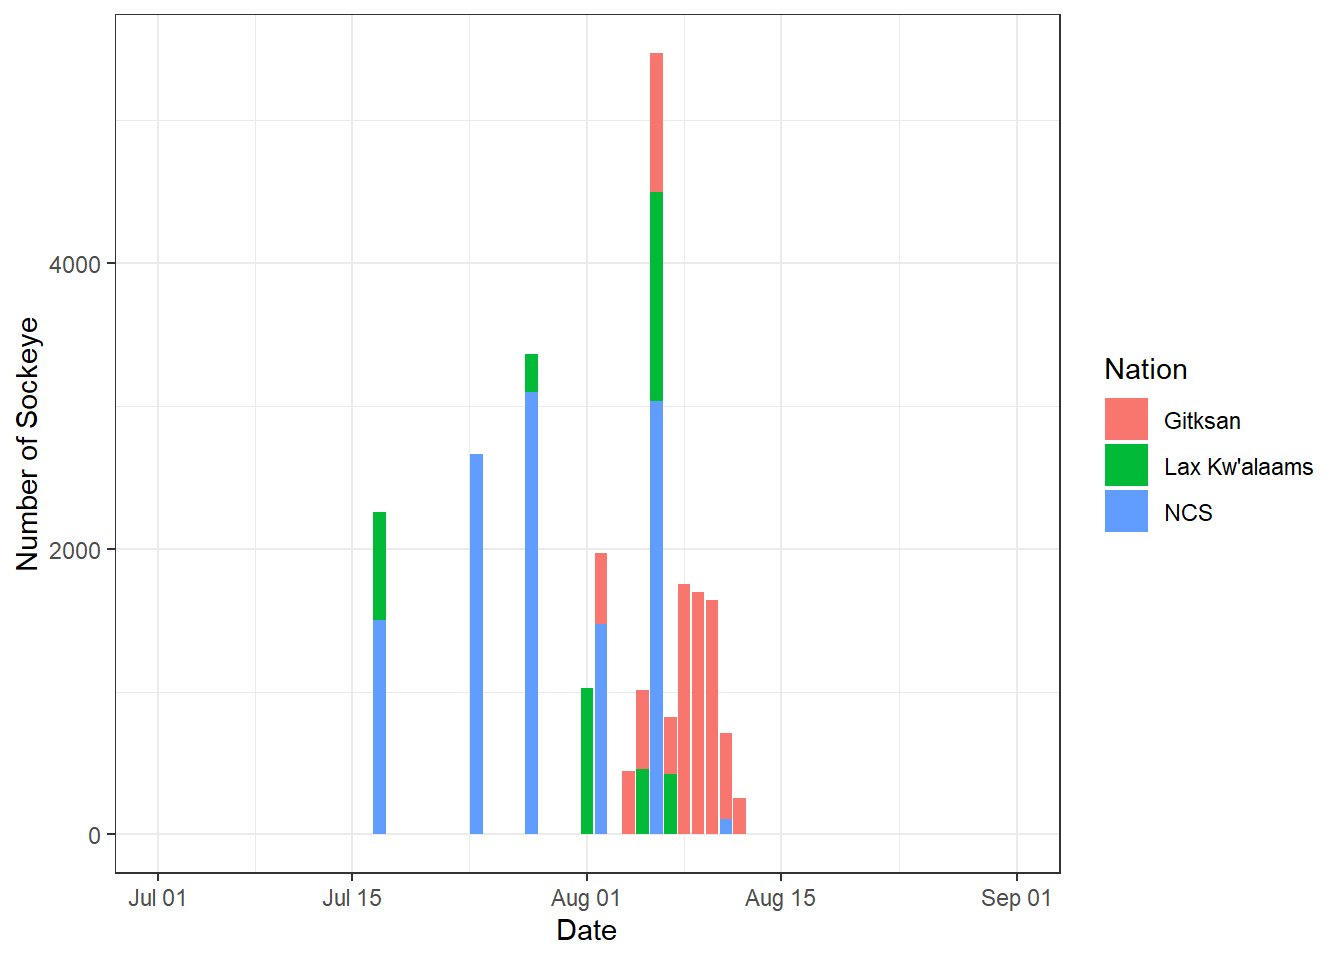 Number of Sockeye
4000
2000
0
Jul 01
Jul 15
Aug 01
Aug 15
Sep 01
Date
Nation
Gitksan
Lax Kw'alaams
NCS